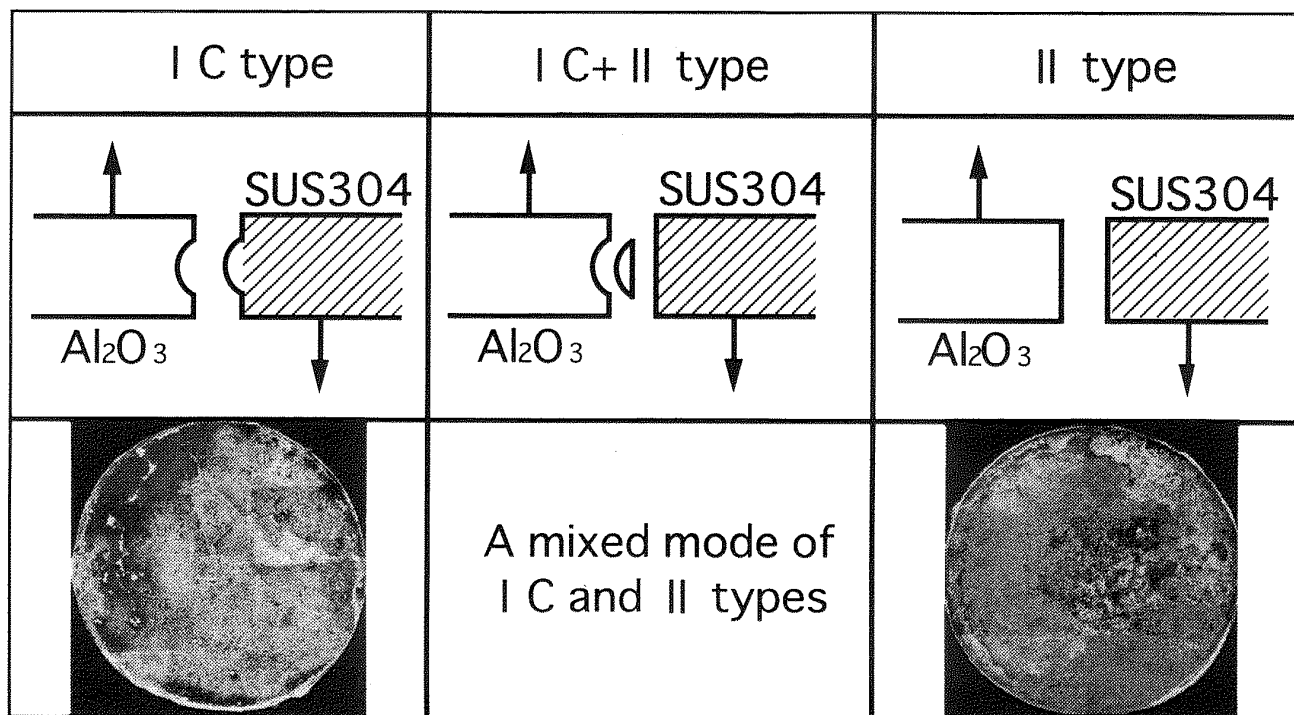 I C type
I C+ II type
II type
SUS304
SUS304
SUS304
Al₂O₃
Al₂O₃
Al₂O₃
A mixed mode of
I C and II types